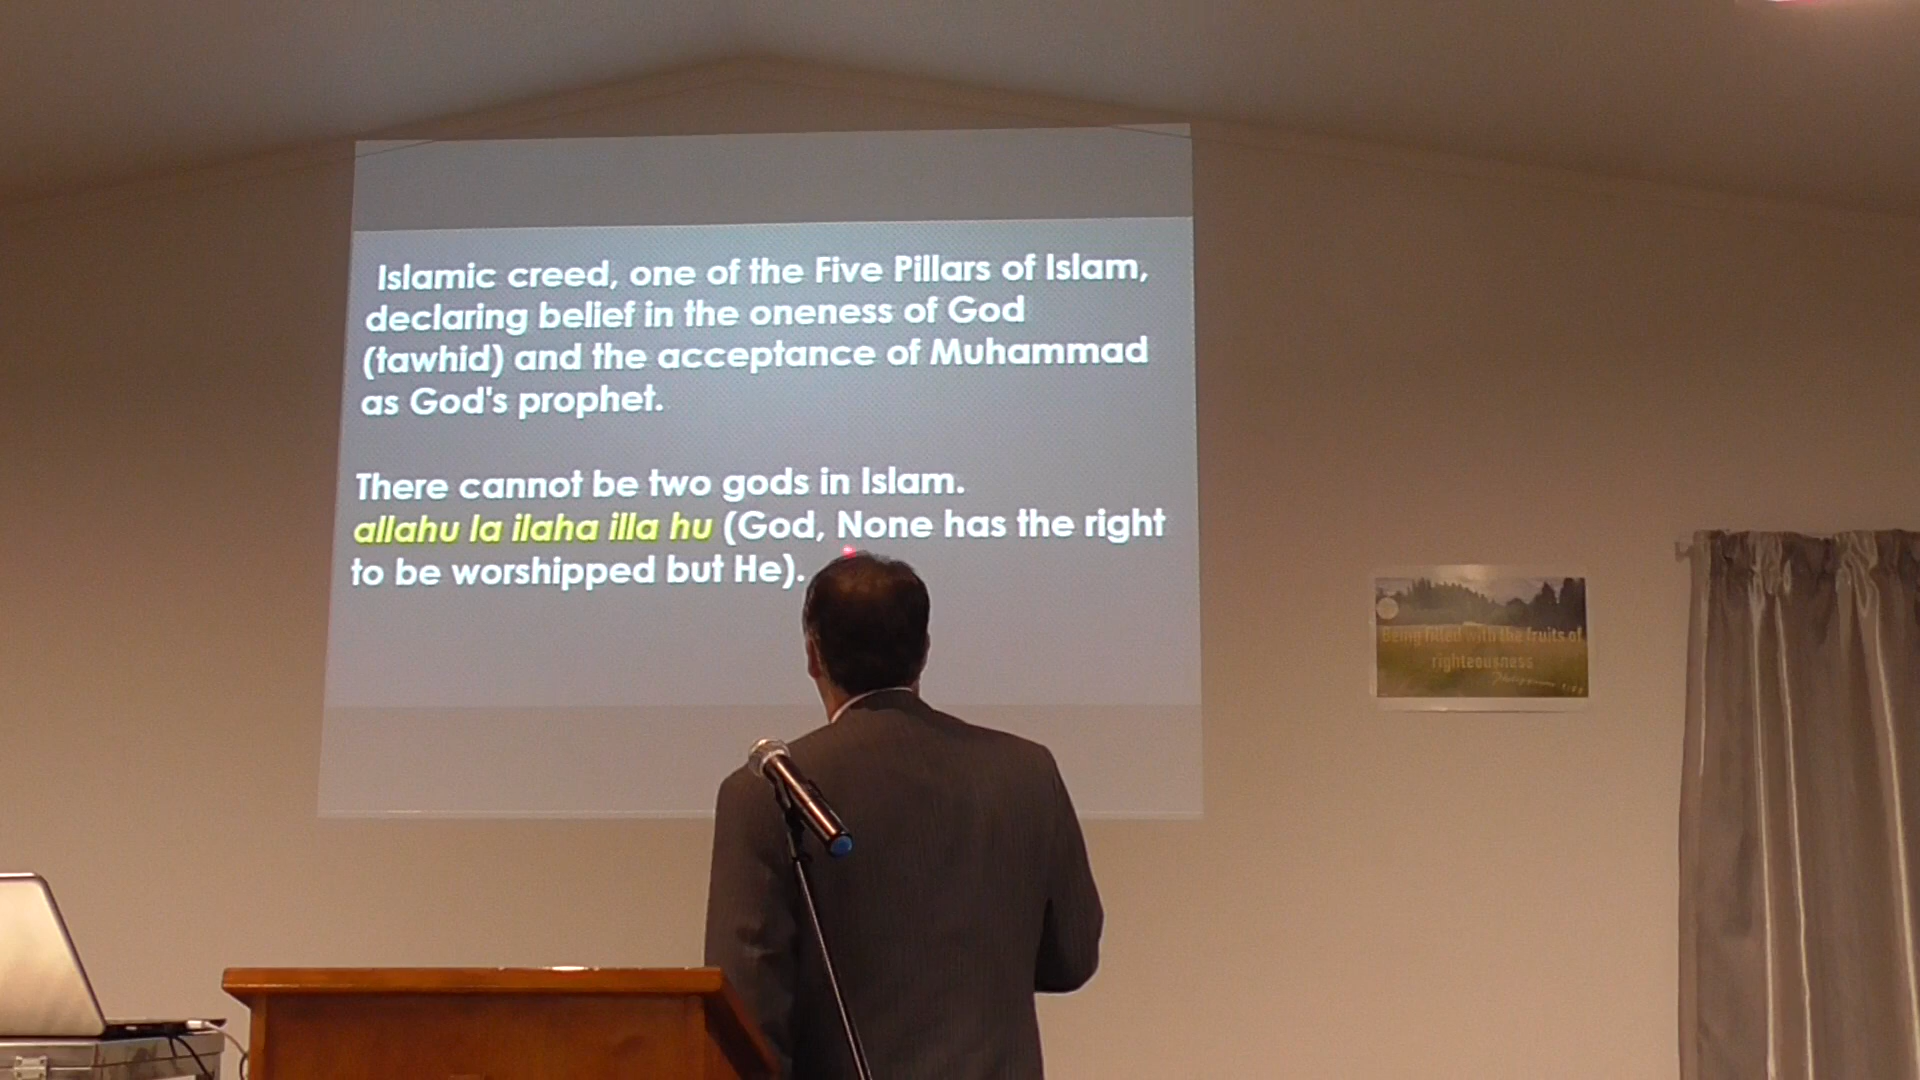 Islamic creed, one of the Five Pillars of Islam,
declaring belief in the oneness of God
(tawhid) and the acceptance of Muhammad
as God's prophet.
There cannot be two gods in Islam.
allahu la ilaha illa hu (God, None has the right
to be worshipped but He).
Being filled with the fruits of
righteousness